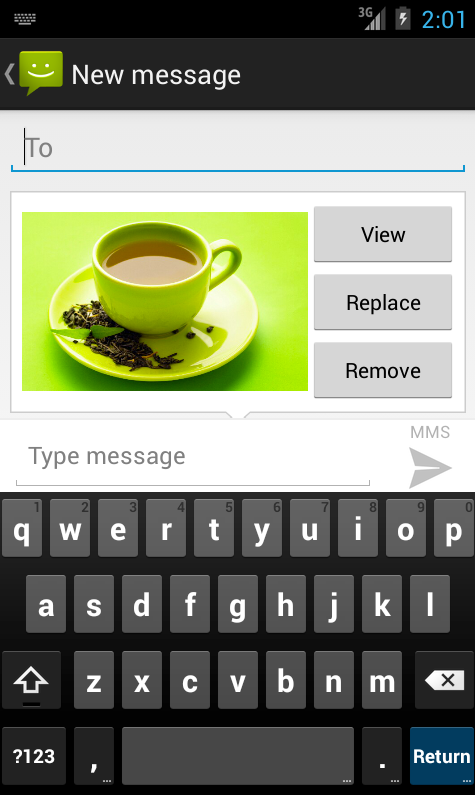 3G 2:01
New message
To
View
Replace
Remove
MMS
Type message
1 2 3 4 5 6 7 8 9 0
q w e r t y u i o p
a s d f g h j k l
z x c v b n m
?123 , ... ... . ... Return ...